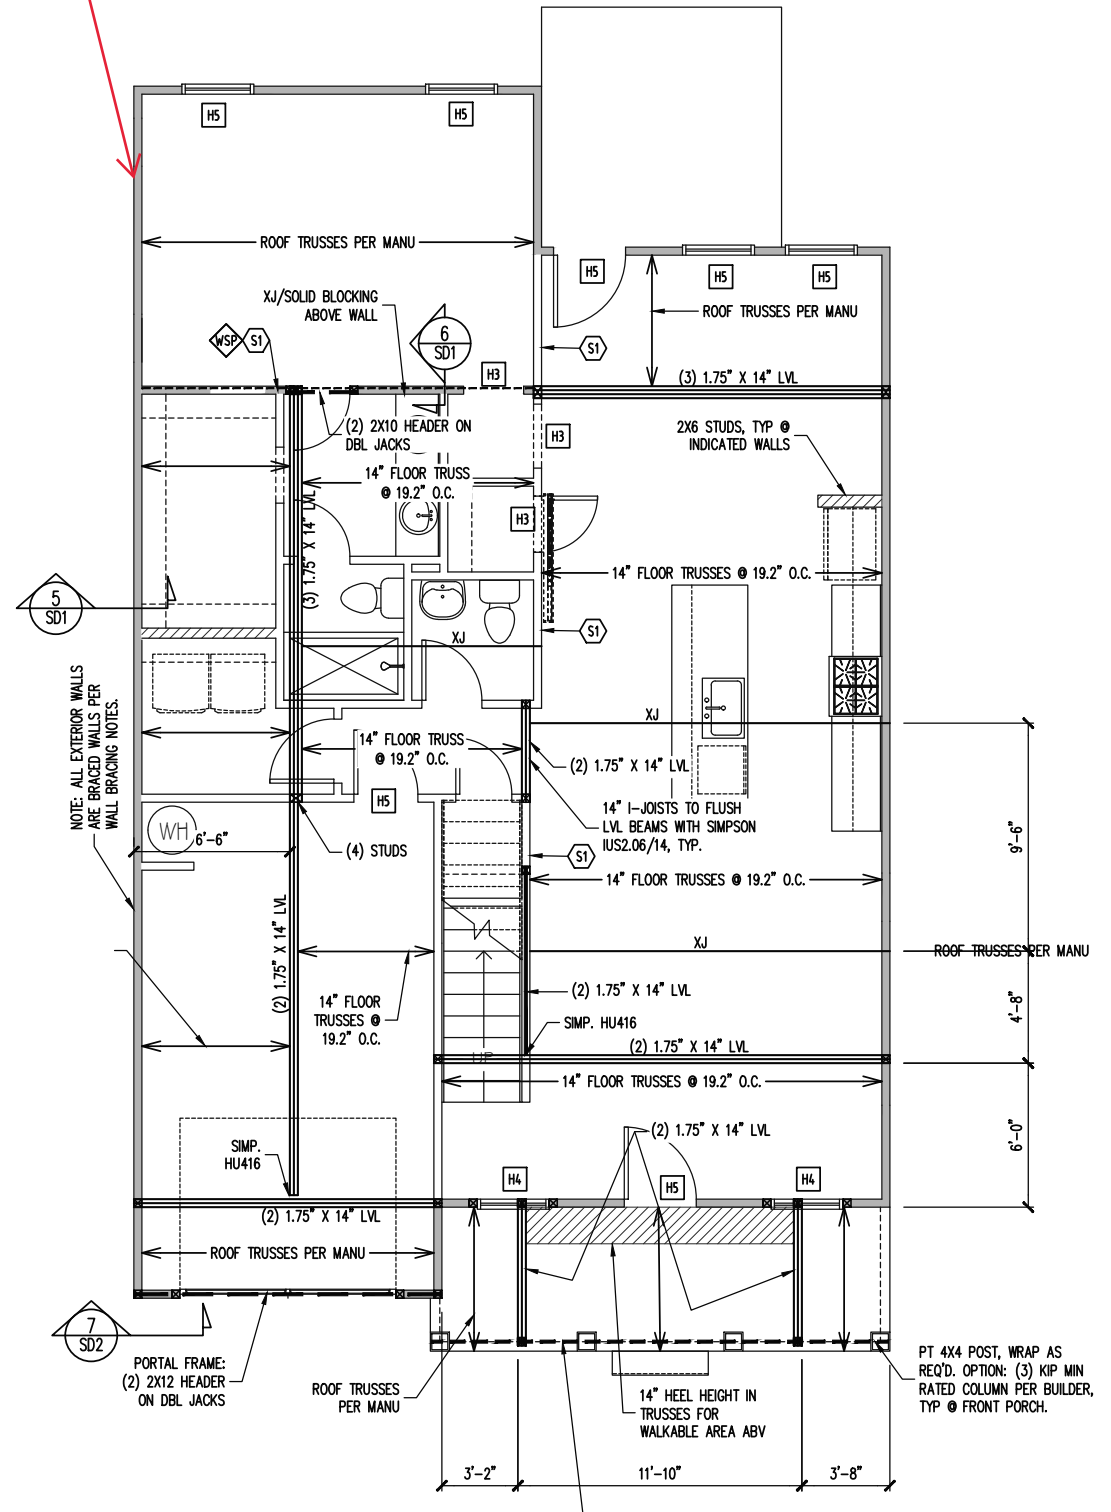 H5
H5
ROOF TRUSSES PER MANU
H5
H5
H5
ROOF TRUSSES PER MANU
XJ/SOLID BLOCKING
ABOVE WALL
6
SD1
WSP
S1
S1
H3
(3) 1.75" X 14" LVL
(2) 2X10 HEADER ON
DBL JACKS
H3
2X6 STUDS, TYP @
INDICATED WALLS
14" FLOOR TRUSS
@ 19.2" O.C.
H3
(3) 1.75" X 14" LVL
14" FLOOR TRUSSES @ 19.2" O.C.
5
SD1
S1
XJ
NOTE: ALL EXTERIOR WALLS
ARE BRACED WALLS PER
WALL BRACING NOTES.
XJ
14" FLOOR TRUSS
@ 19.2" O.C.
(2) 1.75" X 14" LVL
H5
14" I-JOISTS TO FLUSH
LVL BEAMS WITH SIMPSON
IUS2.06/14, TYP.
WH
6'-6"
(4) STUDS
S1
9'-6"
14" FLOOR TRUSSES @ 19.2" O.C.
(2) 1.75" X 14" LVL
XJ
ROOF TRUSSES PER MANU
14" FLOOR
TRUSSES @
19.2" O.C.
(2) 1.75" X 14" LVL
4'-8"
SIMP. HU416
(2) 1.75" X 14" LVL
UP
14" FLOOR TRUSSES @ 19.2" O.C.
(2) 1.75" X 14" LVL
6'-0"
SIMP.
HU416
H4
H5
H4
(2) 1.75" X 14" LVL
ROOF TRUSSES PER MANU
7
SD2
PORTAL FRAME:
(2) 2X12 HEADER
ON DBL JACKS
ROOF TRUSSES
PER MANU
14" HEEL HEIGHT IN
TRUSSES FOR
WALKABLE AREA ABV
PT 4X4 POST, WRAP AS
REQ'D. OPTION: (3) KIP MIN
RATED COLUMN PER BUILDER,
TYP @ FRONT PORCH.
3'-2"
11'-10"
3'-8"